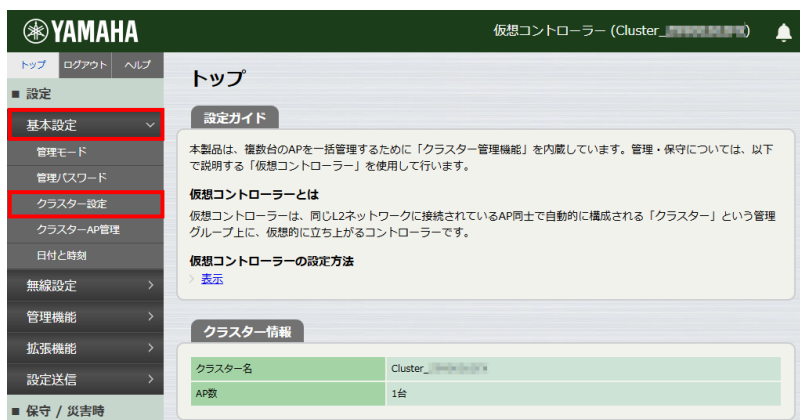 YAMAHA
仮想コントローラー (Cluster_ )
トップ ログアウト ヘルプ
■ 設定
基本設定
管理モード
管理パスワード
クラスター設定
クラスターAP管理
日付と時刻
無線設定
管理機能
拡張機能
設定送信
■ 保守 / 災害時
トップ
設定ガイド
本製品は、複数台のAPを一括管理するために「クラスター管理機能」を内蔵しています。管理・保守については、以下
で説明する「仮想コントローラー」を使用して行います。
仮想コントローラーとは
仮想コントローラーは、同じL2ネットワークに接続されているAP同士で自動的に構成される「クラスター」という管理
グループ上に、仮想的に立ち上がるコントローラーです。
仮想コントローラーの設定方法
表示
クラスター情報
クラスター名 Cluster_
AP数 1台